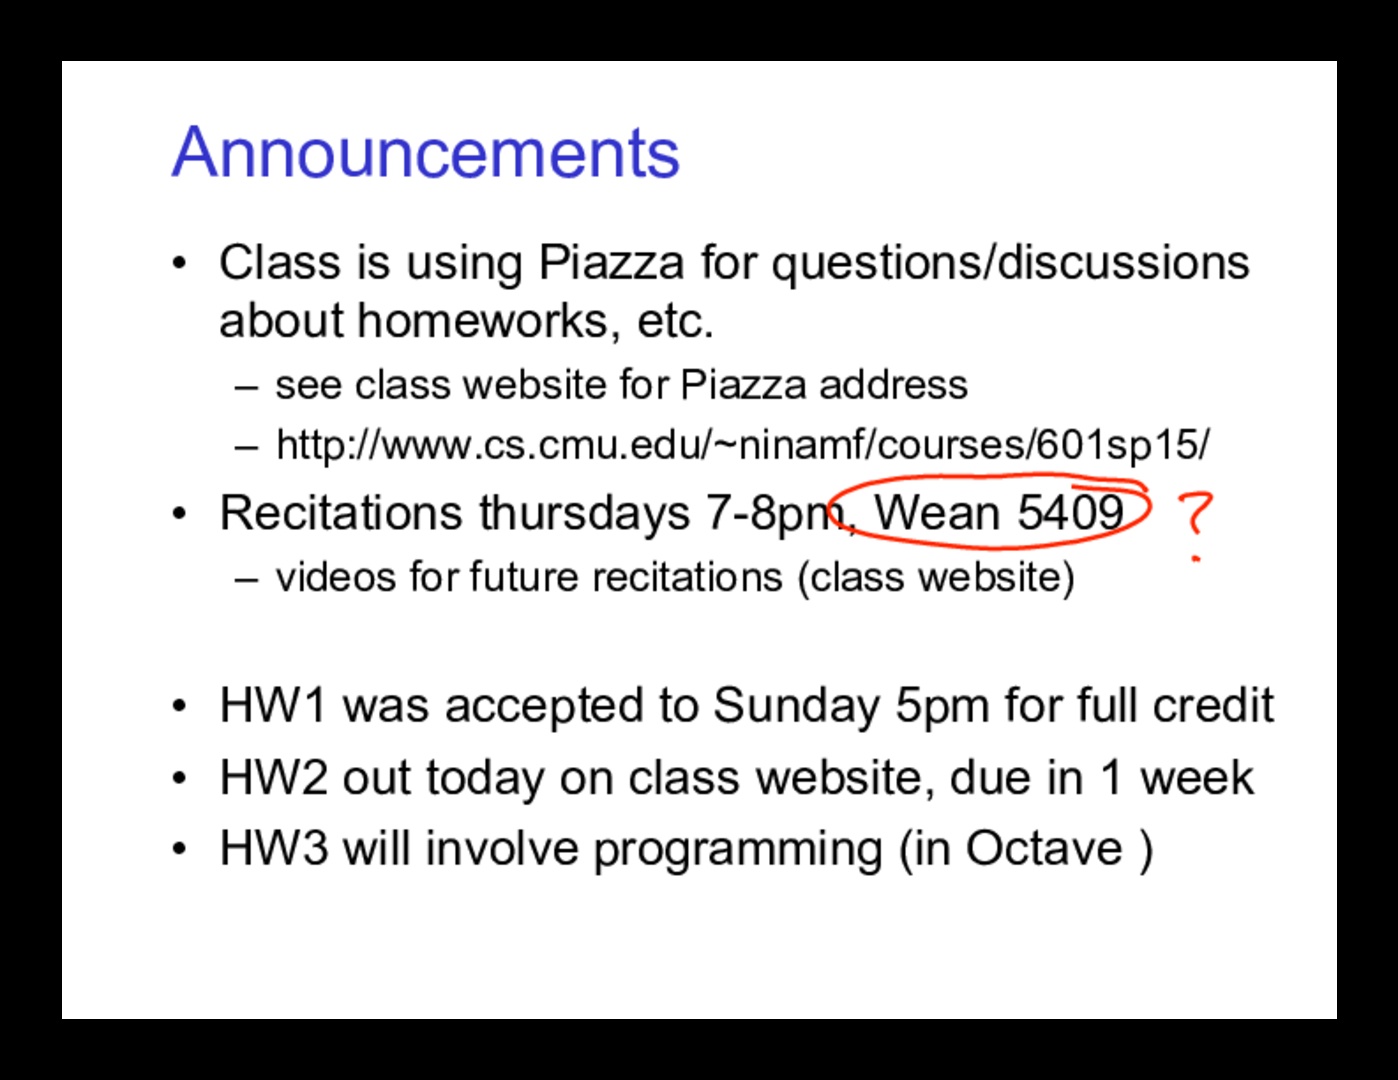 Announcements
• Class is using Piazza for questions/discussions
about homeworks, etc.
– see class website for Piazza address
– http://www.cs.cmu.edu/~ninamf/courses/601sp15/
• Recitations thursdays 7-8pm, Wean 5409 ?
– videos for future recitations (class website)
• HW1 was accepted to Sunday 5pm for full credit
• HW2 out today on class website, due in 1 week
• HW3 will involve programming (in Octave )